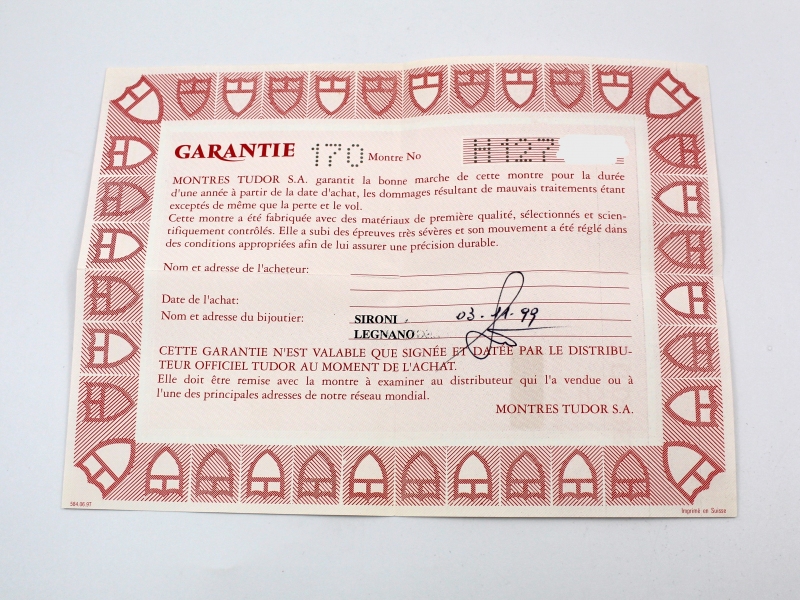 GARANTIE 170 Montre No H127
MONTRES TUDOR S.A. garantit la bonne marche de cette montre pour la durée
d'une année à partir de la date d'achat, les dommages résultant de mauvais traitements étant
exceptés de même que la perte et le vol.
Cette montre a été fabriquée avec des matériaux de première qualité, sélectionnés et scien-
tifiquement contrôlés. Elle a subi des épreuves très sévères et son mouvement a été réglé dans
des conditions appropriées afin de lui assurer une précision durable.
Nom et adresse de l'acheteur:
Date de l'achat:
Nom et adresse du bijoutier: SIRONI 03-11-99
LEGNANO
CETTE GARANTIE N'EST VALABLE QUE SIGNÉE ET DATÉE PAR LE DISTRIBU-
TEUR OFFICIEL TUDOR AU MOMENT DE L'ACHAT.
Elle doit être remise avec la montre à examiner au distributeur qui l'a vendue ou à
l'une des principales adresses de notre réseau mondial.
MONTRES TUDOR S.A.
564.06.97 Imprimé en Suisse